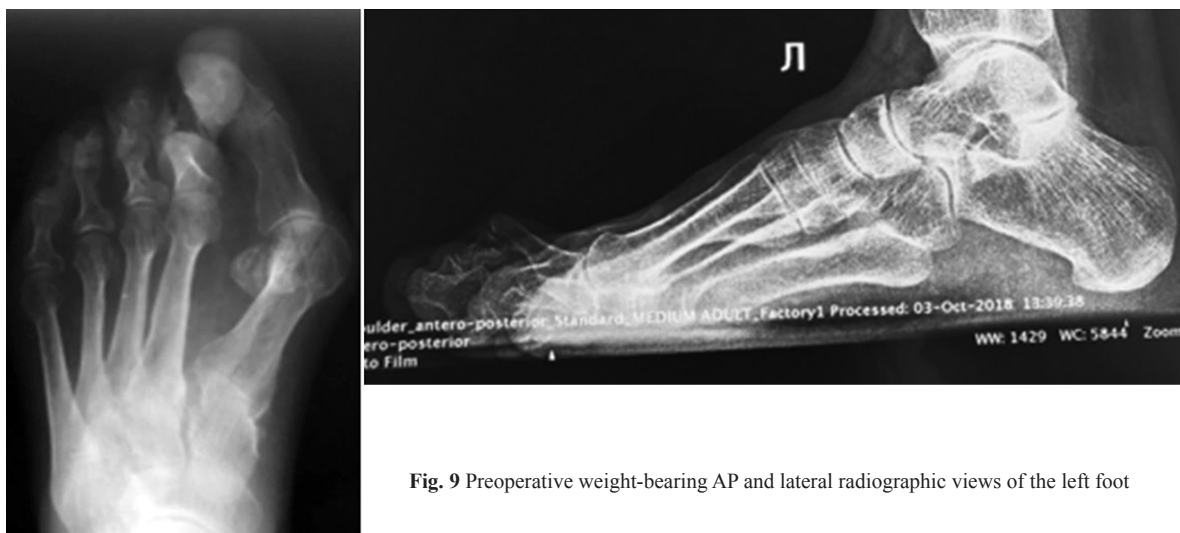 Л
ulder_antero-posterior_Standard_MEDIUM ADULT_Factory1 Processed: 03-Oct-2018 13:39:38
ero-posterior
to Film
WW: 1429 WC: 5844 Zoom
Fig. 9 Preoperative weight-bearing AP and lateral radiographic views of the left foot